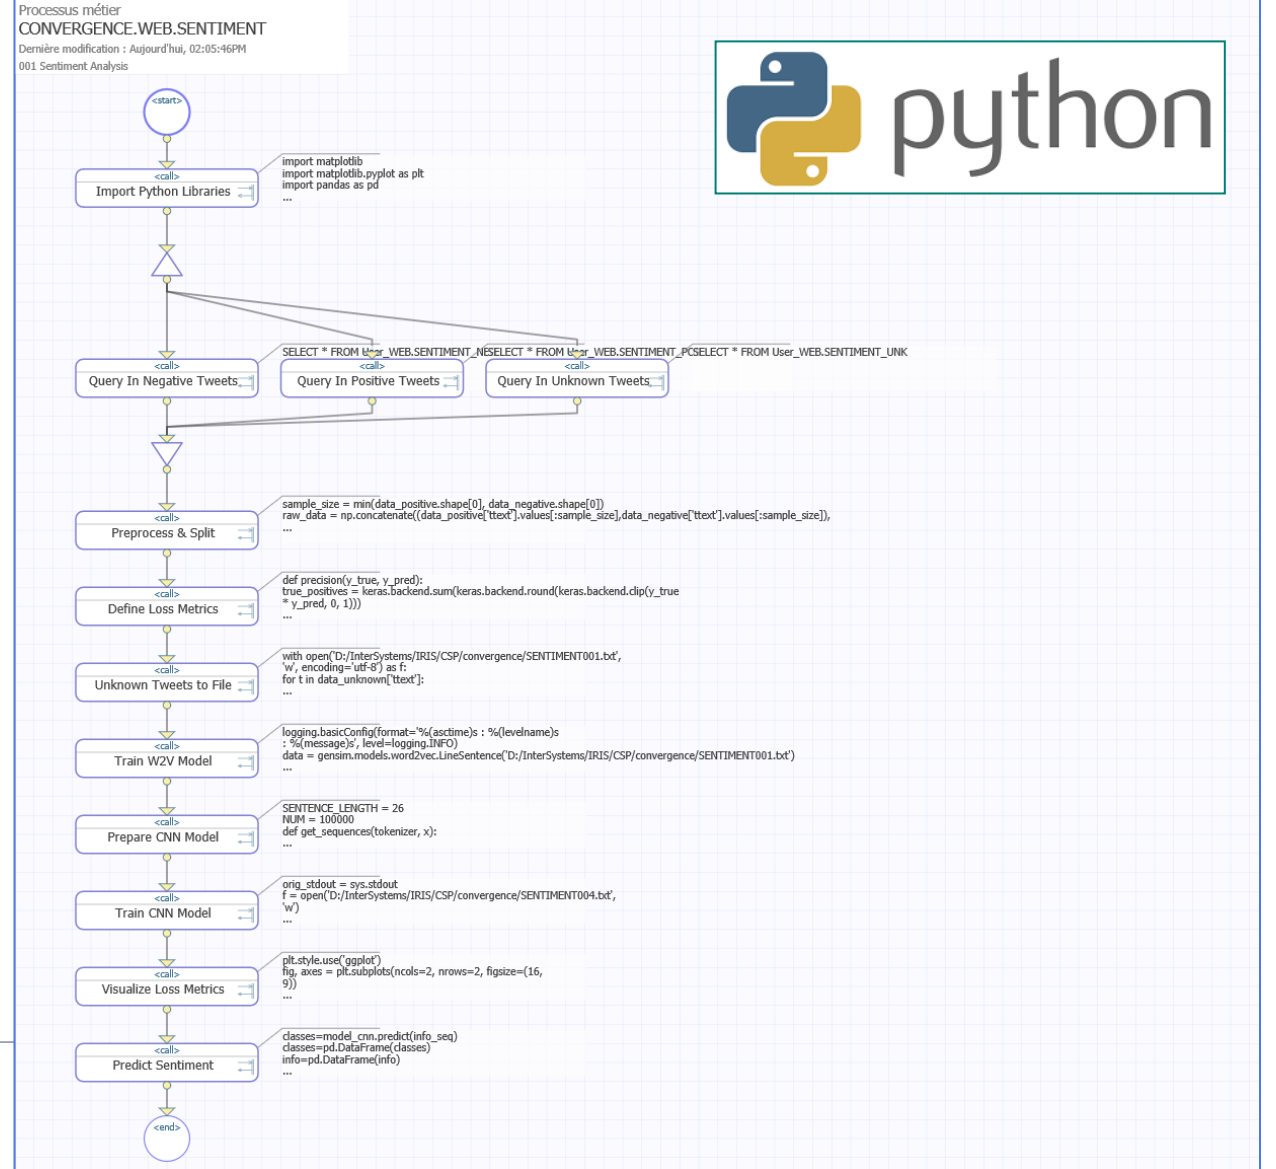 Processus métier
CONVERGENCE.WEB.SENTIMENT
Dernière modification : Aujourd'hui, 02:05:46PM
001 Sentiment Analysis
python
<start>
<call>
Import Python Libraries
import matplotlib
import matplotlib.pyplot as plt
import pandas as pd
...
SELECT * FROM User_WEB.SENTIMENT_NE
SELECT * FROM User_WEB.SENTIMENT_PC
SELECT * FROM User_WEB.SENTIMENT_UNK
<call>
Query In Negative Tweets
<call>
Query In Positive Tweets
<call>
Query In Unknown Tweets
<call>
Preprocess & Split
sample_size = min(data_positive.shape[0], data_negative.shape[0])
raw_data = np.concatenate((data_positive['ttext'].values[:sample_size],data_negative['ttext'].values[:sample_size]),
...
<call>
Define Loss Metrics
def precision(y_true, y_pred):
true_positives = keras.backend.sum(keras.backend.round(keras.backend.clip(y_true
* y_pred, 0, 1)))
...
<call>
Unknown Tweets to File
with open('D:/InterSystems/IRIS/CSP/convergence/SENTIMENT001.txt',
'w', encoding='utf-8') as f:
for t in data_unknown['ttext']:
...
<call>
Train W2V Model
logging.basicConfig(format='%(asctime)s : %(levelname)s
: %(message)s', level=logging.INFO)
data = gensim.models.word2vec.LineSentence('D:/InterSystems/IRIS/CSP/convergence/SENTIMENT001.txt')
...
<call>
Prepare CNN Model
SENTENCE_LENGTH = 26
NUM = 100000
def get_sequences(tokenizer, x):
...
<call>
Train CNN Model
orig_stdout = sys.stdout
f = open('D:/InterSystems/IRIS/CSP/convergence/SENTIMENT004.txt',
'w')
...
<call>
Visualize Loss Metrics
plt.style.use('ggplot')
fig, axes = plt.subplots(ncols=2, nrows=2, figsize=(16,
9))
...
<call>
Predict Sentiment
classes=model_cnn.predict(info_seq)
classes=pd.DataFrame(classes)
info=pd.DataFrame(info)
...
<end>